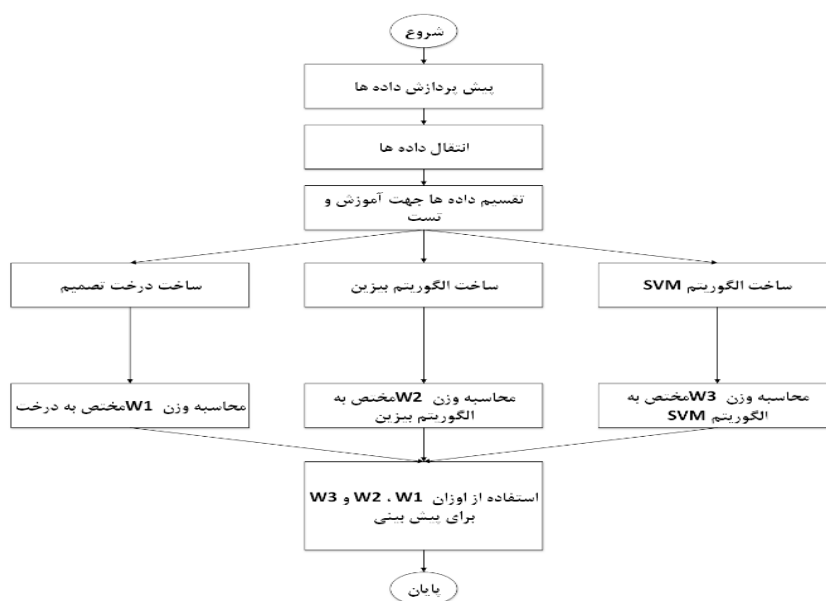 شروع
پیش پردازش داده ها
انتقال داده ها
تقسیم داده ها جهت آموزش و
تست
ساخت الگوریتم SVM
ساخت الگوریتم بیزین
ساخت درخت تصمیم
محاسبه وزن W3مختص به
الگوریتم SVM
محاسبه وزن W2مختص به
الگوریتم بیزین
محاسبه وزن W1مختص به درخت
استفاده از اوزان W2 ، W1 و W3
برای پیش بینی
پایان